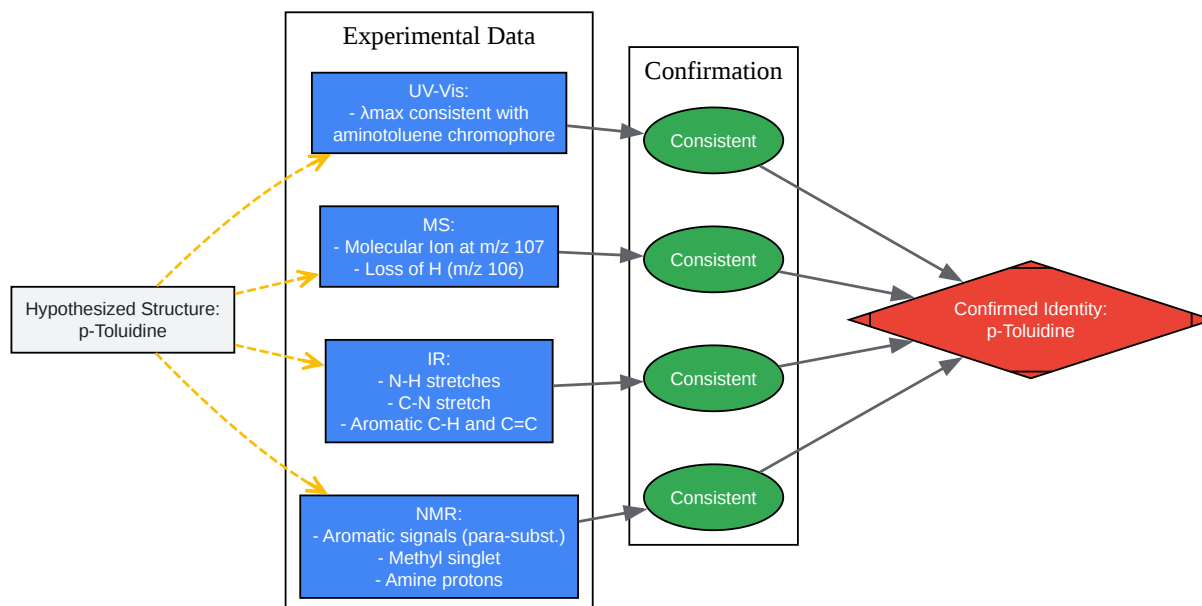 Experimental Data
Confirmation
UV-Vis:
- λmax consistent with
aminotoluene chromophore
Consistent
MS:
- Molecular Ion at m/z 107
- Loss of H (m/z 106)
Consistent
Hypothesized Structure:
p-Toluidine
Confirmed Identity:
p-Toluidine
IR:
- N-H stretches
- C-N stretch
- Aromatic C-H and C=C
Consistent
NMR:
- Aromatic signals (para-subst.)
- Methyl singlet
- Amine protons
Consistent